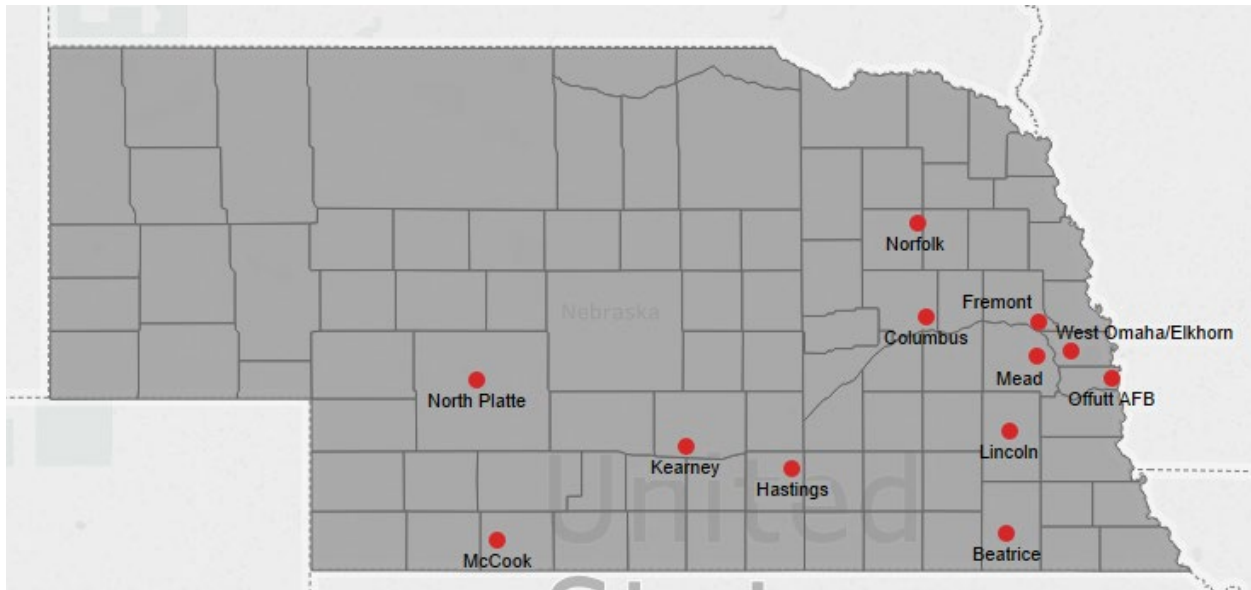 Nebraska
Norfolk
Fremont
West Omaha/Elkhorn
Columbus
Mead
North Platte
Offutt AFB
Lincoln
Kearney
Hastings
United
McCook
Beatrice